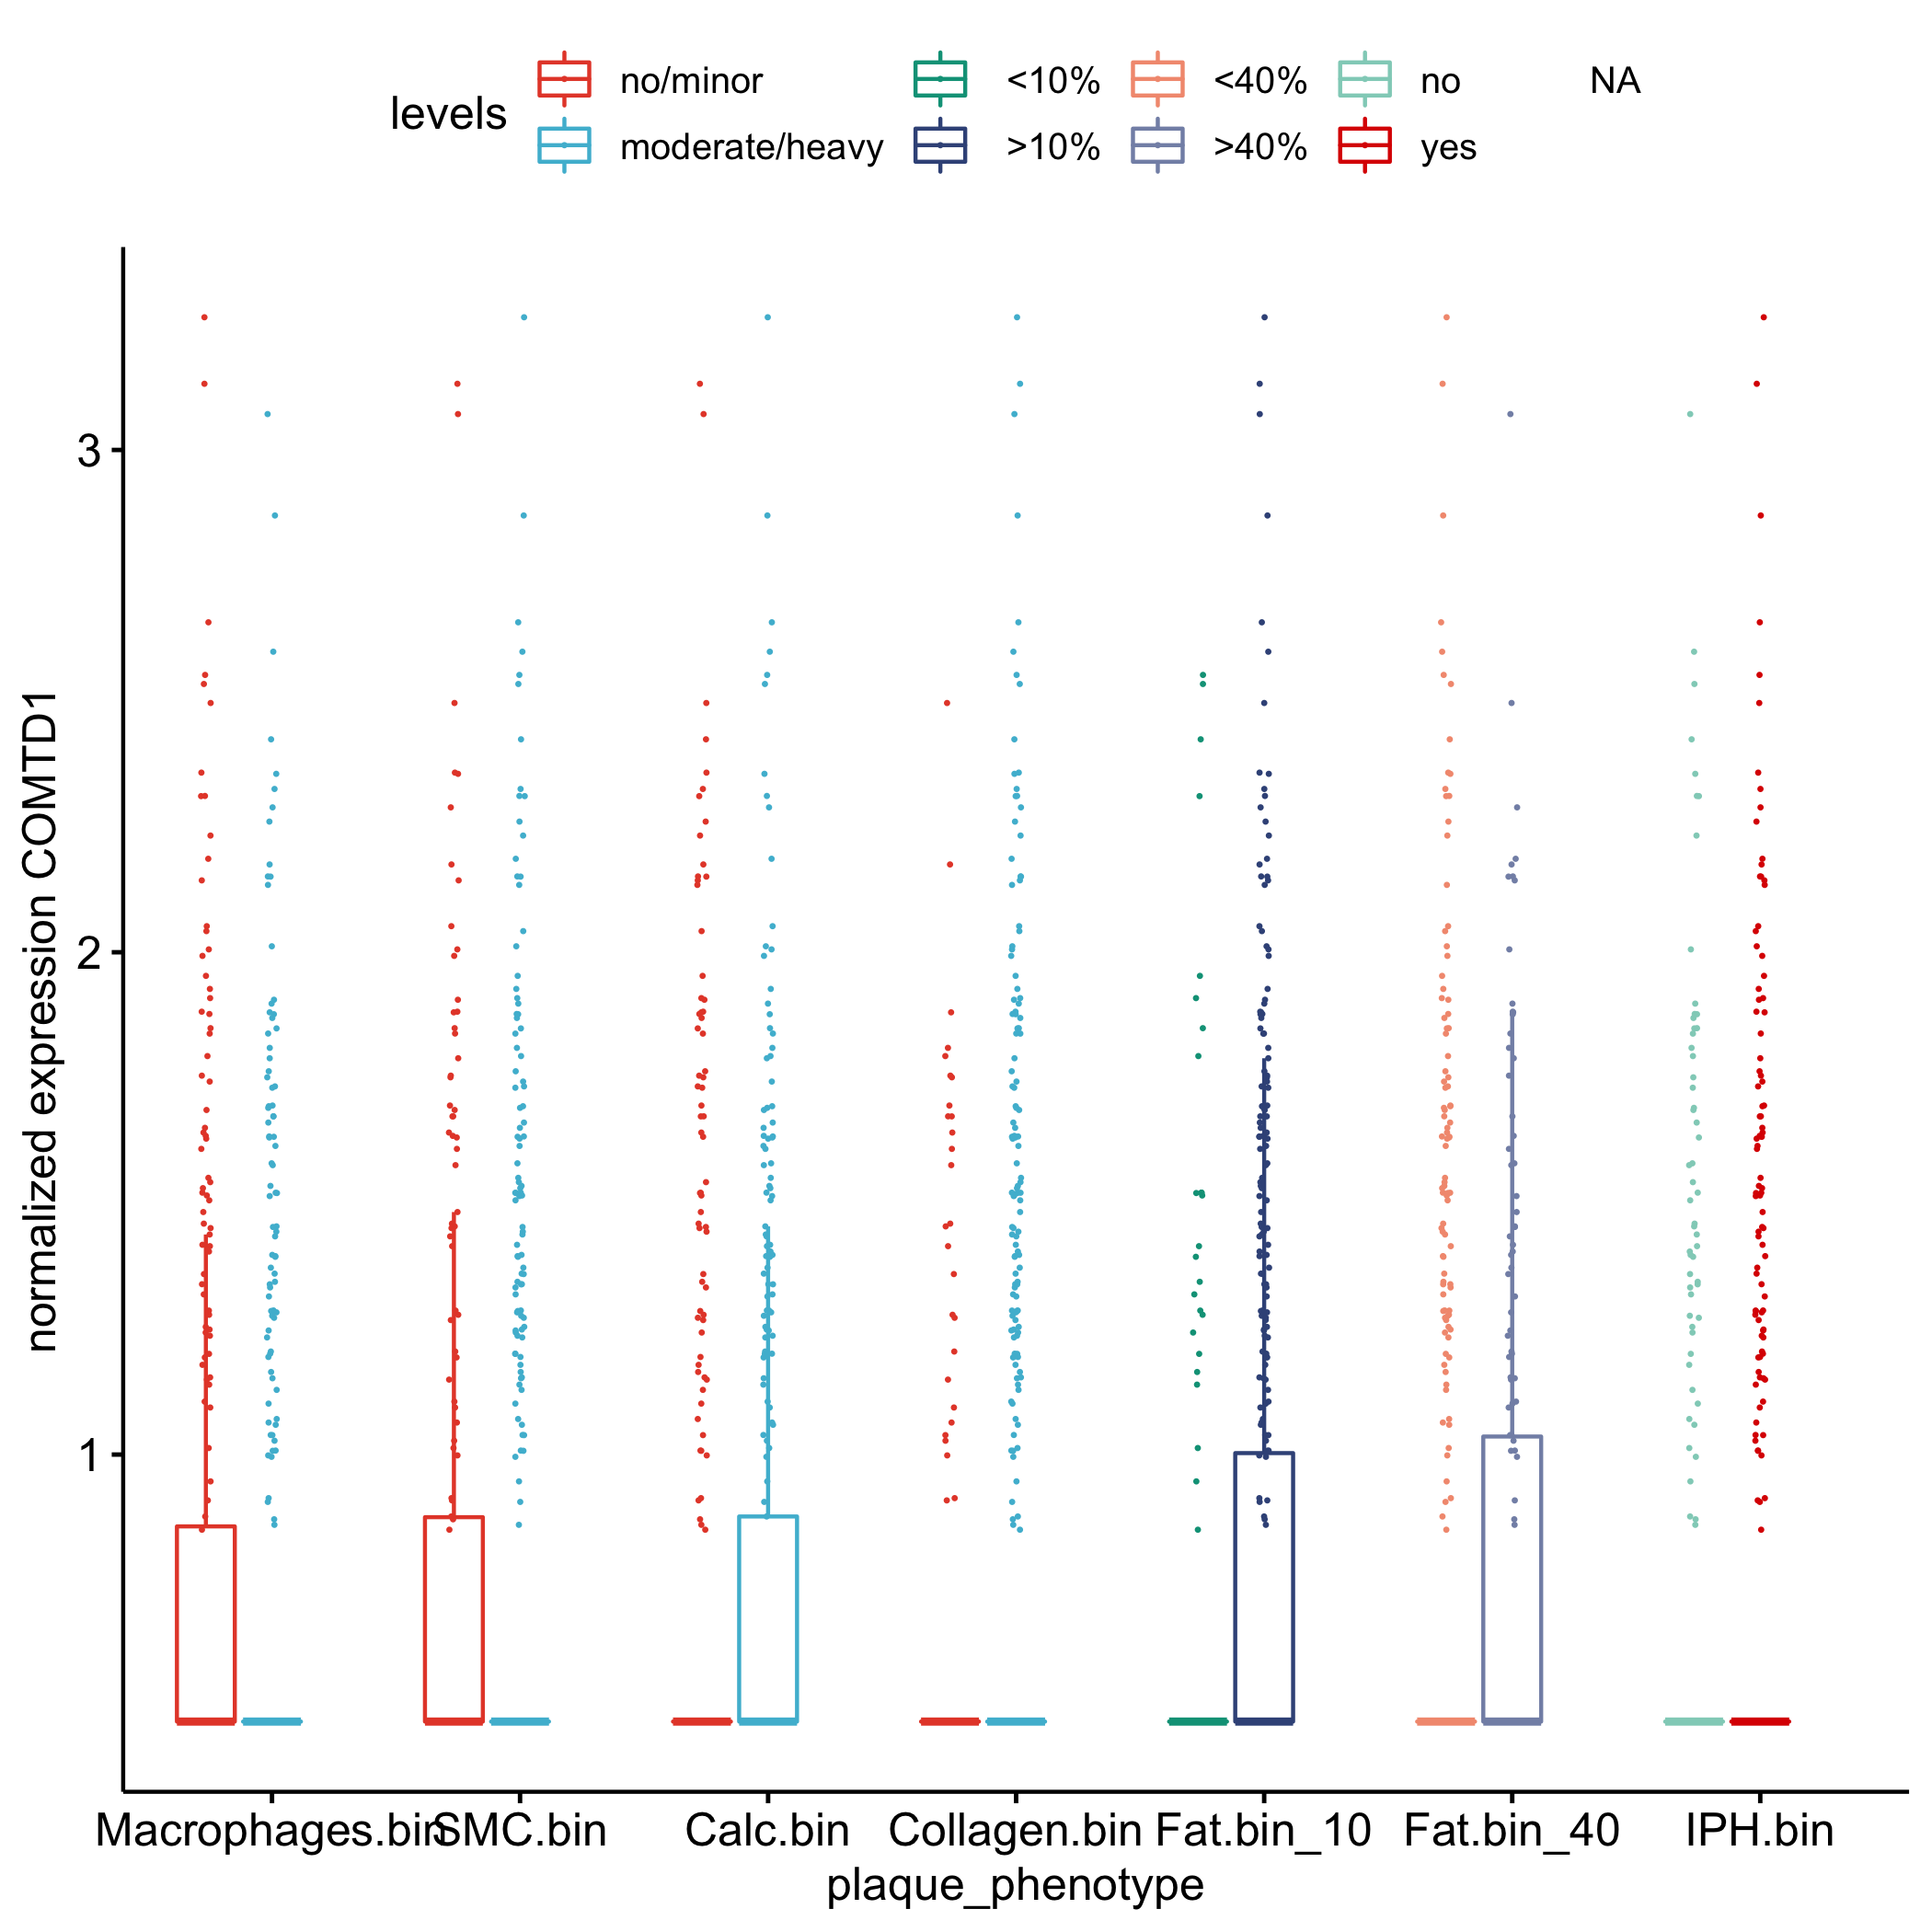 levels
no/minor <10% <40% no NA
moderate/heavy >10% >40% yes
normalized expression COMTD1
3
2
1
Macrophages.bin SMC.bin Calc.bin Collagen.bin Fat.bin_10 Fat.bin_40 IPH.bin
plaque_phenotype